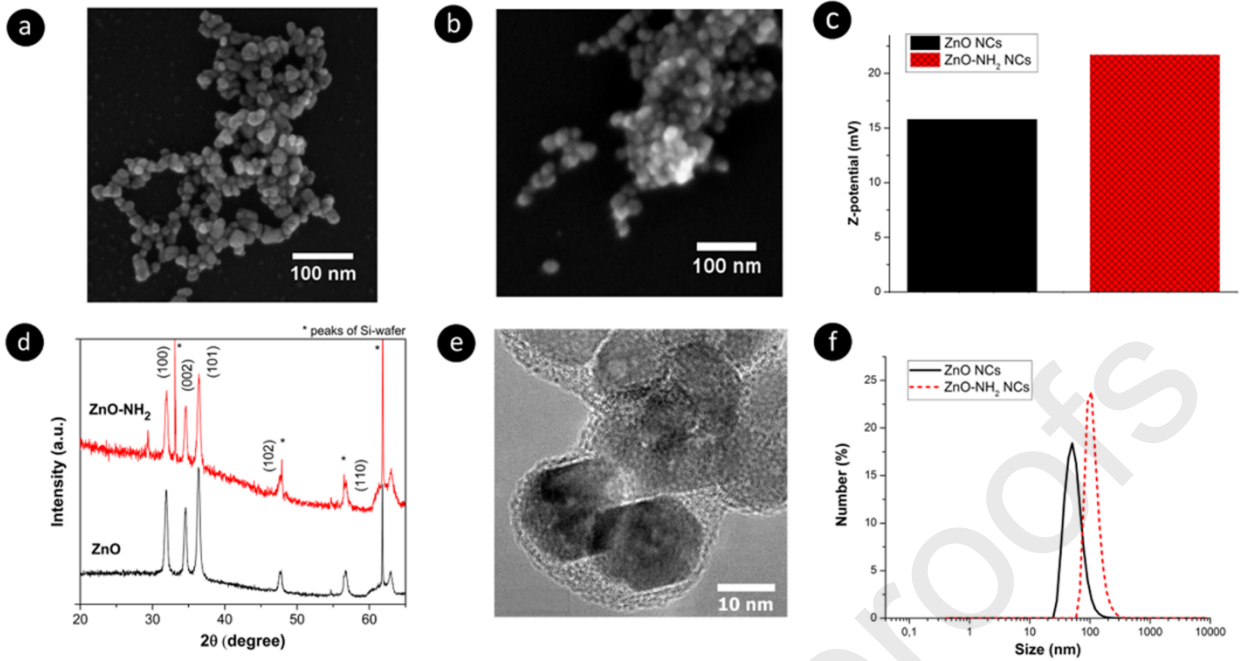 a
100 nm
b
100 nm
c
ZnO NCs
ZnO-NH2 NCs
Z-potential (mV)
20
15
10
5
0
d
* peaks of Si-wafer
(100)
*
(002)
(101)
*
ZnO-NH2
(102)
*
*
(110)
ZnO
Intensity (a.u.)
20 30 40 50 60
2θ (degree)
e
10 nm
f
ZnO NCs
ZnO-NH2 NCs
Number (%)
25
20
15
10
5
0
0,1 1 10 100 1000 10000
Size (nm)
roofs